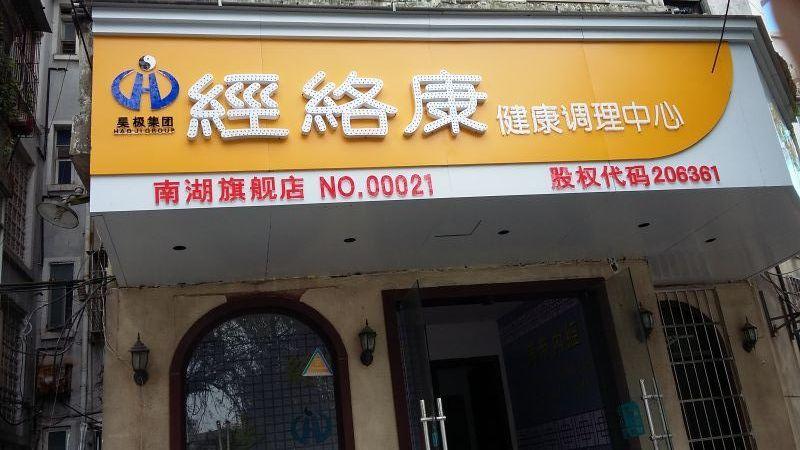 經絡康 健康调理中心
昊极集团
HAO JI GROUP
南湖旗舰店 NO.00021 股权代码206361